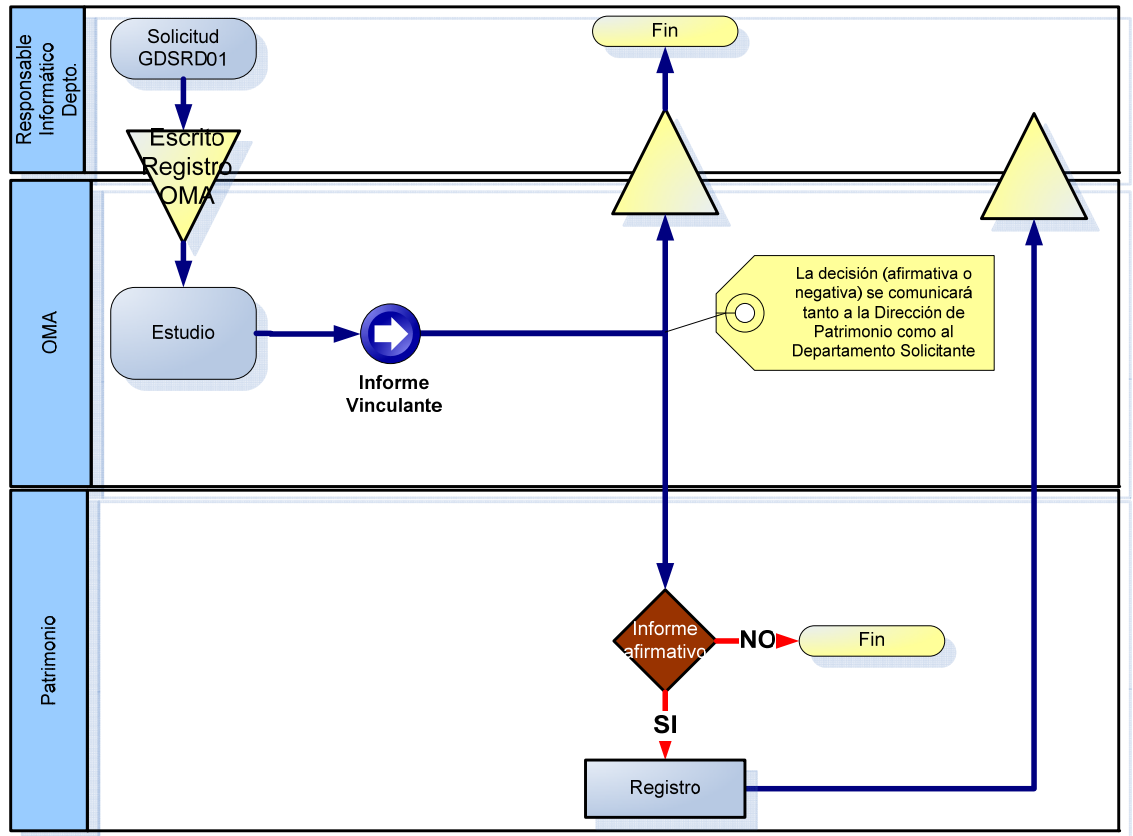 Responsable
Informático
Depto.
Solicitud
GDSRD01
Fin
Escrito
Registro
OMA
OMA
Estudio
Informe
Vinculante
La decisión (afirmativa o
negativa) se comunicará
tanto a la Dirección de
Patrimonio como al
Departamento Solicitante
Patrimonio
Informe
afirmativo
NO
Fin
SI
Registro